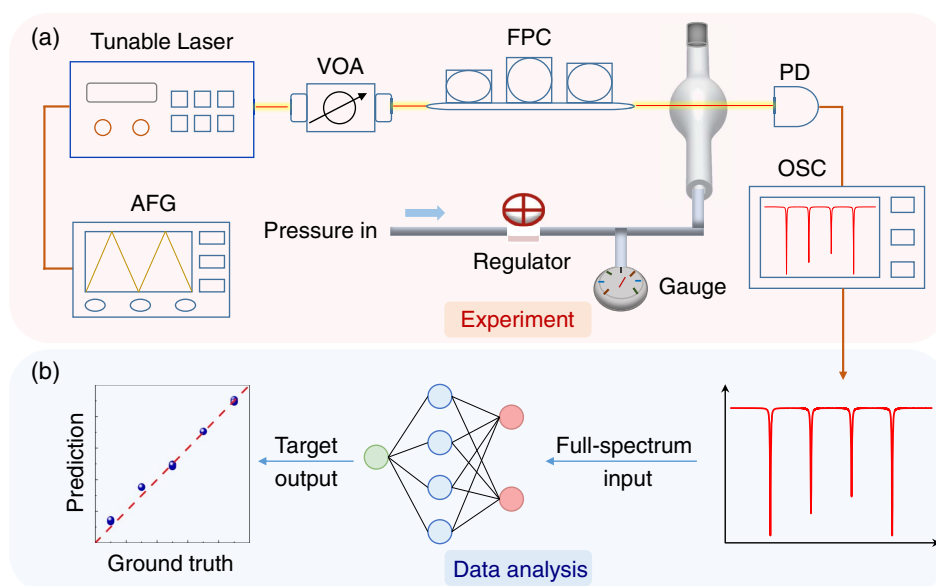 (a)
Tunable Laser
VOA
FPC
PD
AFG
OSC
Pressure in
Regulator
Gauge
Experiment
(b)
Prediction
Ground truth
Target
output
Full-spectrum
input
Data analysis